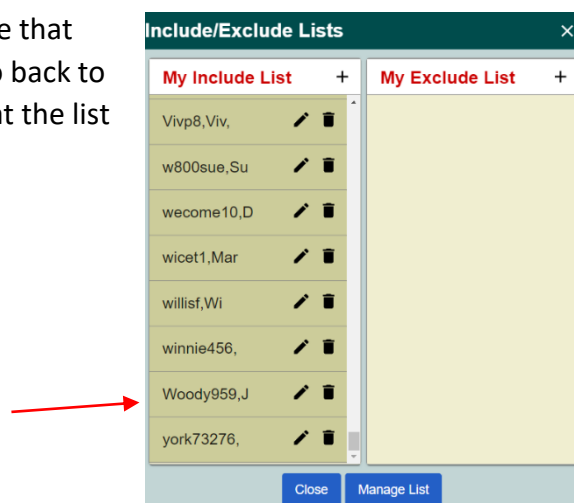 e that
back to
t the list
Include/Exclude Lists ×
My Include List +
My Exclude List +
Vivp8,Viv,
w800sue,Su
wecome10,D
wicet1,Mar
willisf,Wi
winnie456,
Woody959,J
york73276,
Close
Manage List